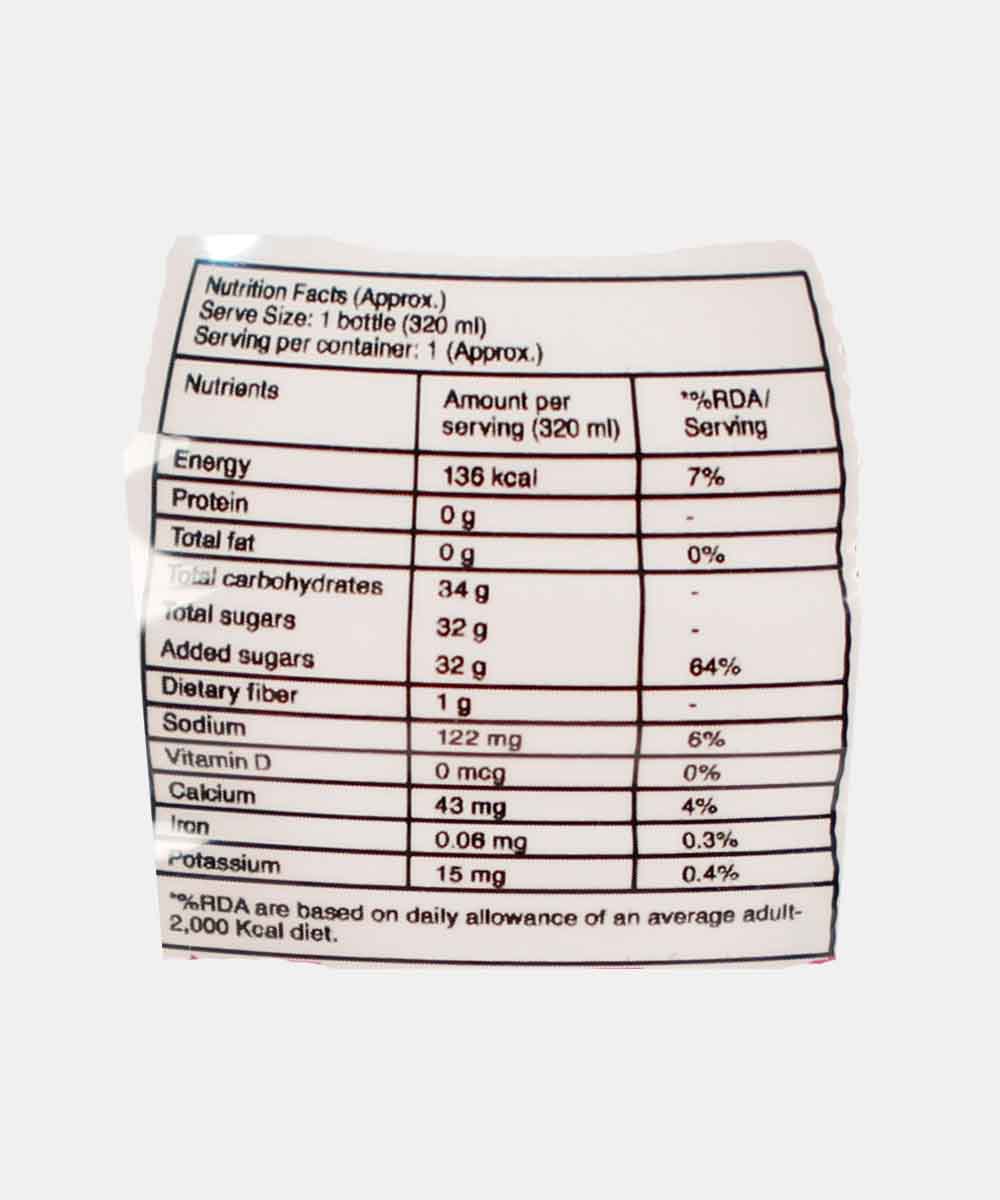 Nutrition Facts (Approx.)
Serve Size: 1 bottle (320 ml)
Serving per container: 1 (Approx.)
Nutrients Amount per serving (320 ml) *%RDA/ Serving
Energy 136 kcal 7%
Protein 0 g -
Total fat 0 g 0%
Total carbohydrates 34 g -
Total sugars 32 g -
Added sugars 32 g 64%
Dietary fiber 1 g -
Sodium 122 mg 6%
Vitamin D 0 mcg 0%
Calcium 43 mg 4%
Iron 0.06 mg 0.3%
Potassium 15 mg 0.4%
*%RDA are based on daily allowance of an average adult-
2,000 Kcal diet.